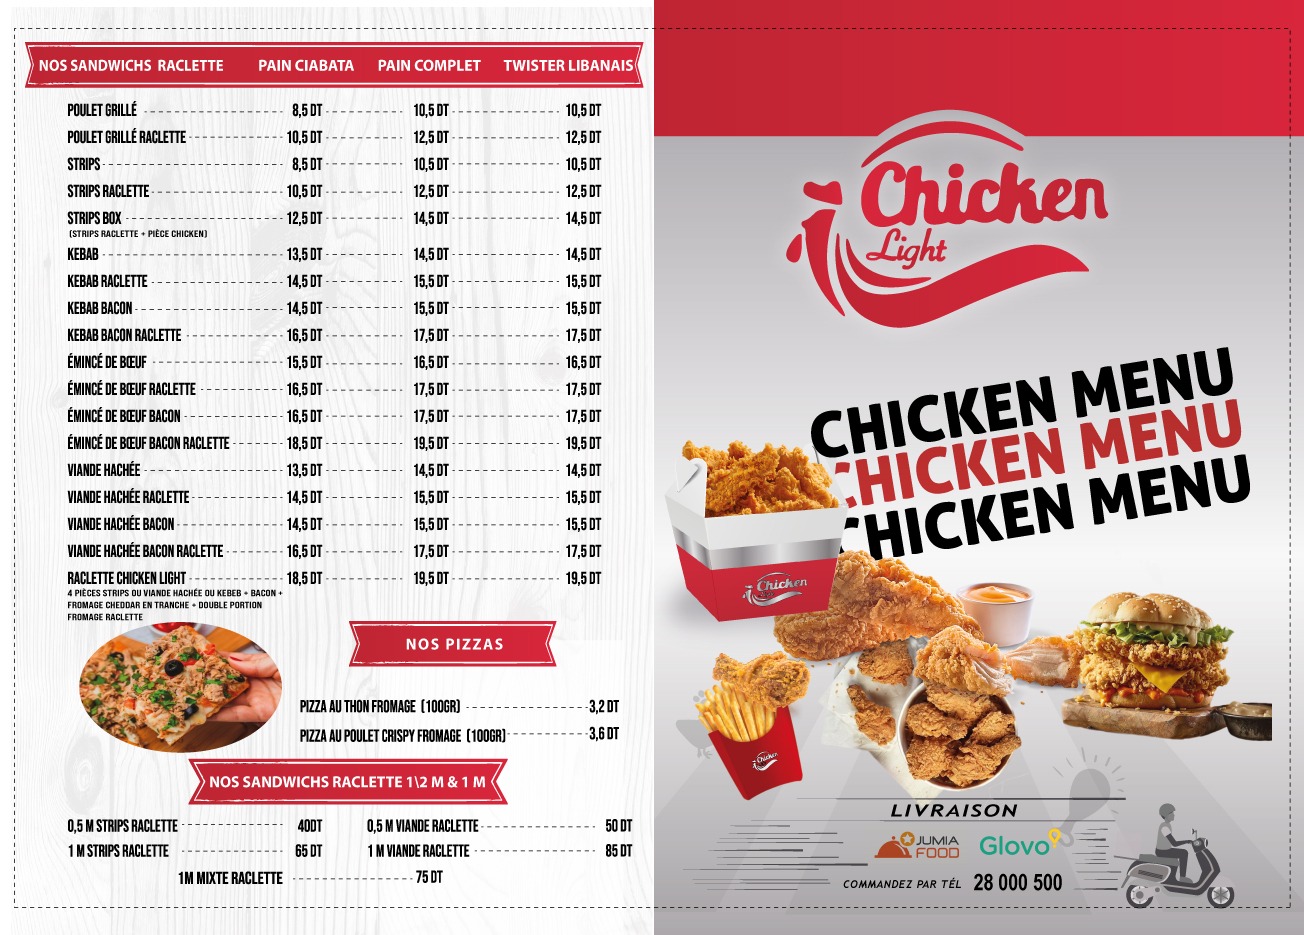 NOS SANDWICHS RACLETTE PAIN CIABATA PAIN COMPLET TWISTER LIBANAIS
POULET GRILLÉ 8,5 DT 10,5 DT 10,5 DT
POULET GRILLÉ RACLETTE 10,5 DT 12,5 DT 12,5 DT
STRIPS 8,5 DT 10,5 DT 10,5 DT
STRIPS RACLETTE 10,5 DT 12,5 DT 12,5 DT
STRIPS BOX 12,5 DT 14,5 DT 14,5 DT
(STRIPS RACLETTE + PIÈCE CHICKEN)
KEBAB 13,5 DT 14,5 DT 14,5 DT
KEBAB RACLETTE 14,5 DT 15,5 DT 15,5 DT
KEBAB BACON 14,5 DT 15,5 DT 15,5 DT
KEBAB BACON RACLETTE 16,5 DT 17,5 DT 17,5 DT
ÉMINCÉ DE BŒUF 15,5 DT 16,5 DT 16,5 DT
ÉMINCÉ DE BŒUF RACLETTE 16,5 DT 17,5 DT 17,5 DT
ÉMINCÉ DE BŒUF BACON 16,5 DT 17,5 DT 17,5 DT
ÉMINCÉ DE BŒUF BACON RACLETTE 18,5 DT 19,5 DT 19,5 DT
VIANDE HACHÉE 13,5 DT 14,5 DT 14,5 DT
VIANDE HACHÉE RACLETTE 14,5 DT 15,5 DT 15,5 DT
VIANDE HACHÉE BACON 14,5 DT 15,5 DT 15,5 DT
VIANDE HACHÉE BACON RACLETTE 16,5 DT 17,5 DT 17,5 DT
RACLETTE CHICKEN LIGHT 18,5 DT 19,5 DT 19,5 DT
4 PIÈCES STRIPS OU VIANDE HACHÉE OU KEBEB + BACON +
FROMAGE CHEDDAR EN TRANCHE + DOUBLE PORTION
FROMAGE RACLETTE
NOS PIZZAS
PIZZA AU THON FROMAGE (100GR) 3,2 DT
PIZZA AU POULET CRISPY FROMAGE (100GR) 3,6 DT
NOS SANDWICHS RACLETTE 1\2 M & 1 M
0,5 M STRIPS RACLETTE 40DT 0,5 M VIANDE RACLETTE 50 DT
1 M STRIPS RACLETTE 65 DT 1 M VIANDE RACLETTE 85 DT
1M MIXTE RACLETTE 75 DT
Chicken
Light
CHICKEN MENU
CHICKEN MENU
CHICKEN MENU
Chicken
Chicken
LIVRAISON
JUMIA
FOOD
Glovo
COMMANDEZ PAR TÉL 28 000 500